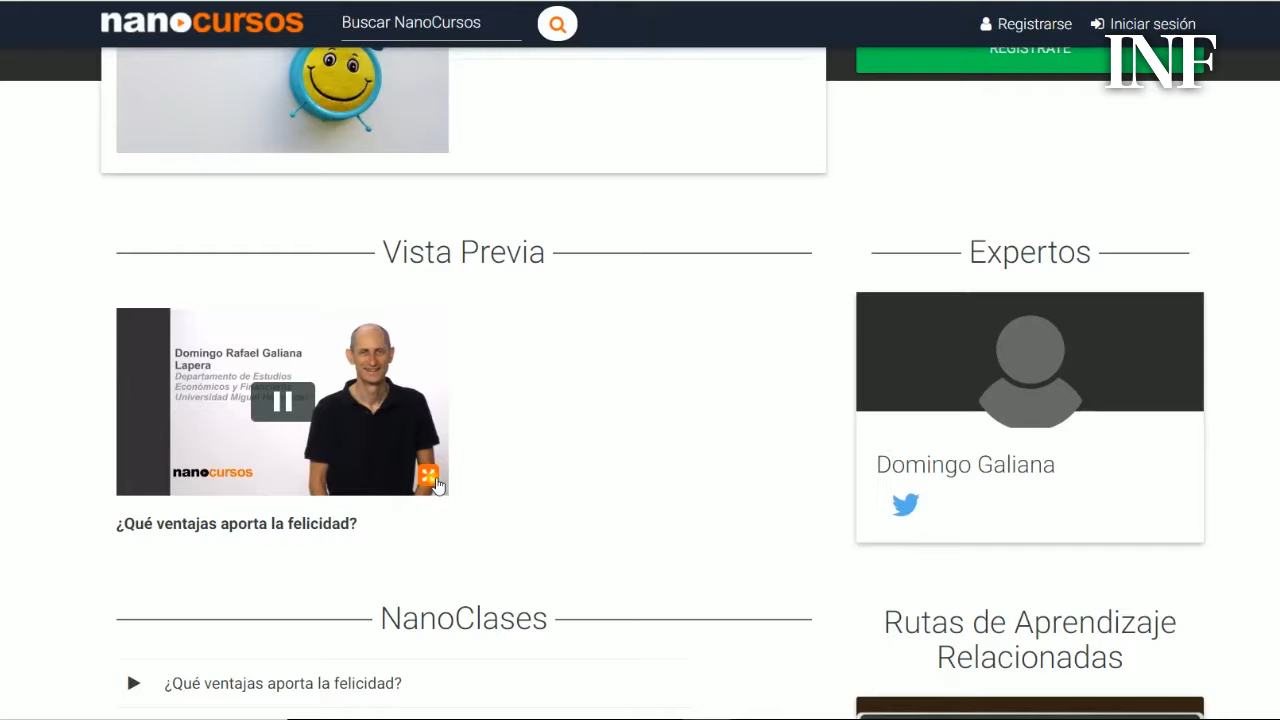 nanocursos
Buscar NanoCursos
Registrarse
Iniciar sesión
REGÍSTRATE
INF
Vista Previa
Expertos
Domingo Rafael Galiana
Lapera
Departamento de Estudios
Económicos y
Universidad Miguel
nanocursos
¿Qué ventajas aporta la felicidad?
Domingo Galiana
NanoClases
¿Qué ventajas aporta la felicidad?
Rutas de Aprendizaje
Relacionadas